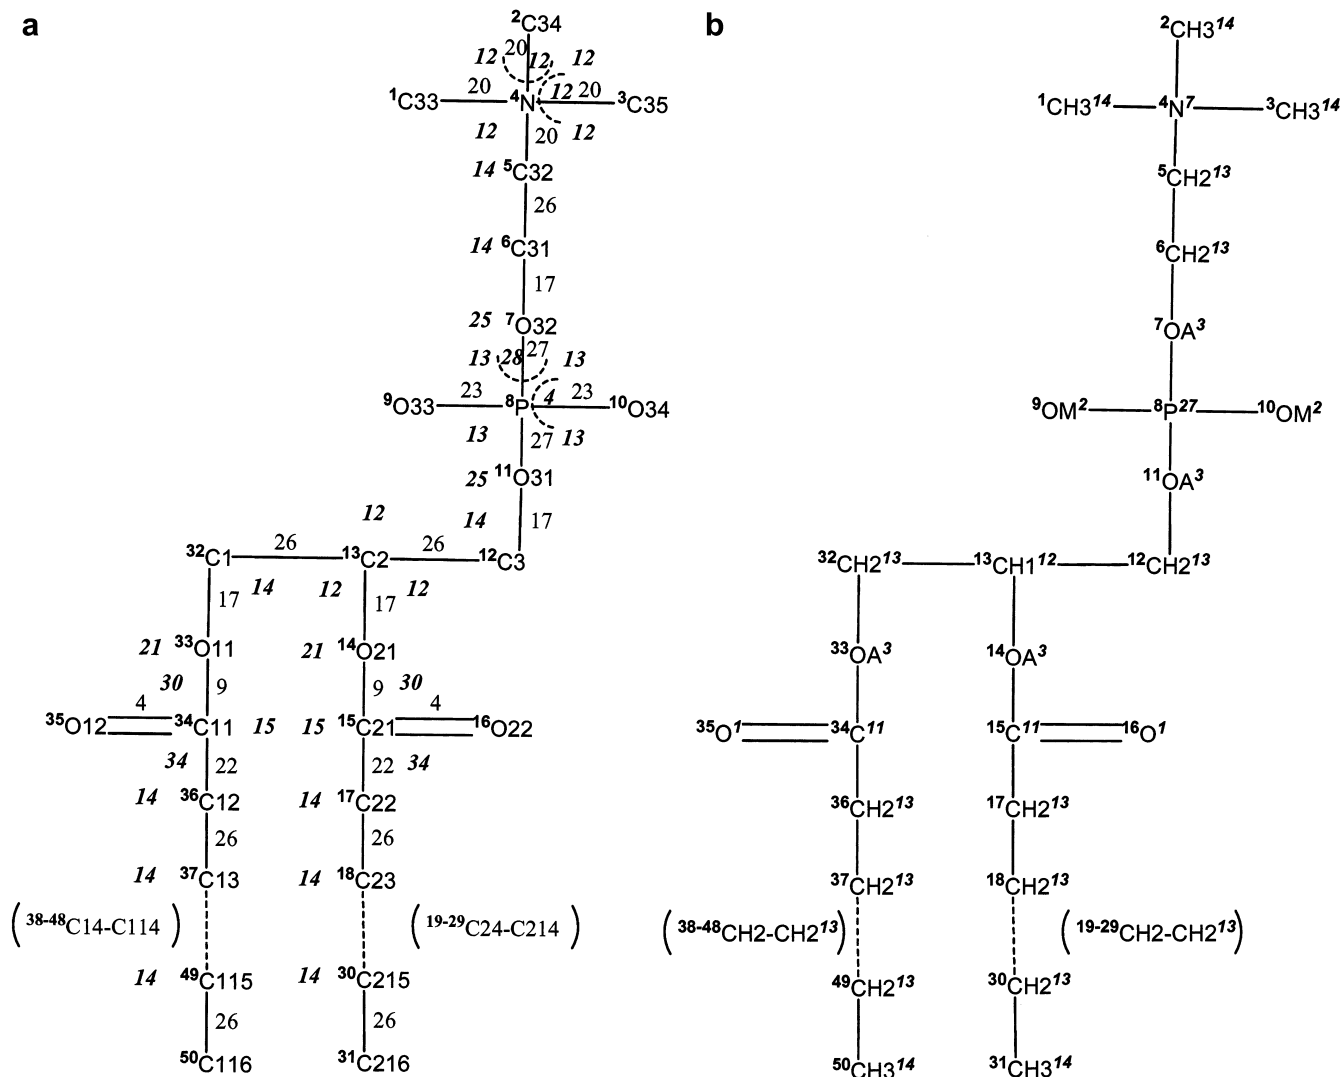 a
²C34
12 20 12 12
¹C33 20 ⁴N 12 20 ³C35
12 20 12
14 ⁵C32
26
14 ⁶C31
17
25 ⁷O32
13 28 27 13
⁹O33 23 ⁸P 4 23 ¹⁰O34
13 27 13
25 ¹¹O31
12 14 17
³²C1 26 ¹³C2 26 ¹²C3
17 14 12 17 12
21 ³³O11 21 ¹⁴O21
30 9 9 30
³⁵O12 4 ³⁴C11 15 15 ¹⁵C21 4 ¹⁶O22
34 22 22 34
14 ³⁶C12 14 ¹⁷C22
26 26
14 ³⁷C13 14 ¹⁸C23
(³⁸⁻⁴⁸C14-C114) (¹⁹⁻²⁹C24-C214)
14 ⁴⁹C115 14 ³⁰C215
26 26
⁵⁰C116 ³¹C216
b
²CH3¹⁴
¹CH3¹⁴ ⁴N⁷ ³CH3¹⁴
⁵CH2¹³
⁶CH2¹³
⁷OA³
⁹OM² ⁸P²⁷ ¹⁰OM²
¹¹OA³
³²CH2¹³ ¹³CH1¹² ¹²CH2¹³
³³OA³ ¹⁴OA³
³⁵O¹ ³⁴C¹¹ ¹⁵C¹¹ ¹⁶O¹
³⁶CH2¹³ ¹⁷CH2¹³
³⁷CH2¹³ ¹⁸CH2¹³
(³⁸⁻⁴⁸CH2-CH2¹³) (¹⁹⁻²⁹CH2-CH2¹³)
⁴⁹CH2¹³ ³⁰CH2¹³
⁵⁰CH3¹⁴ ³¹CH3¹⁴